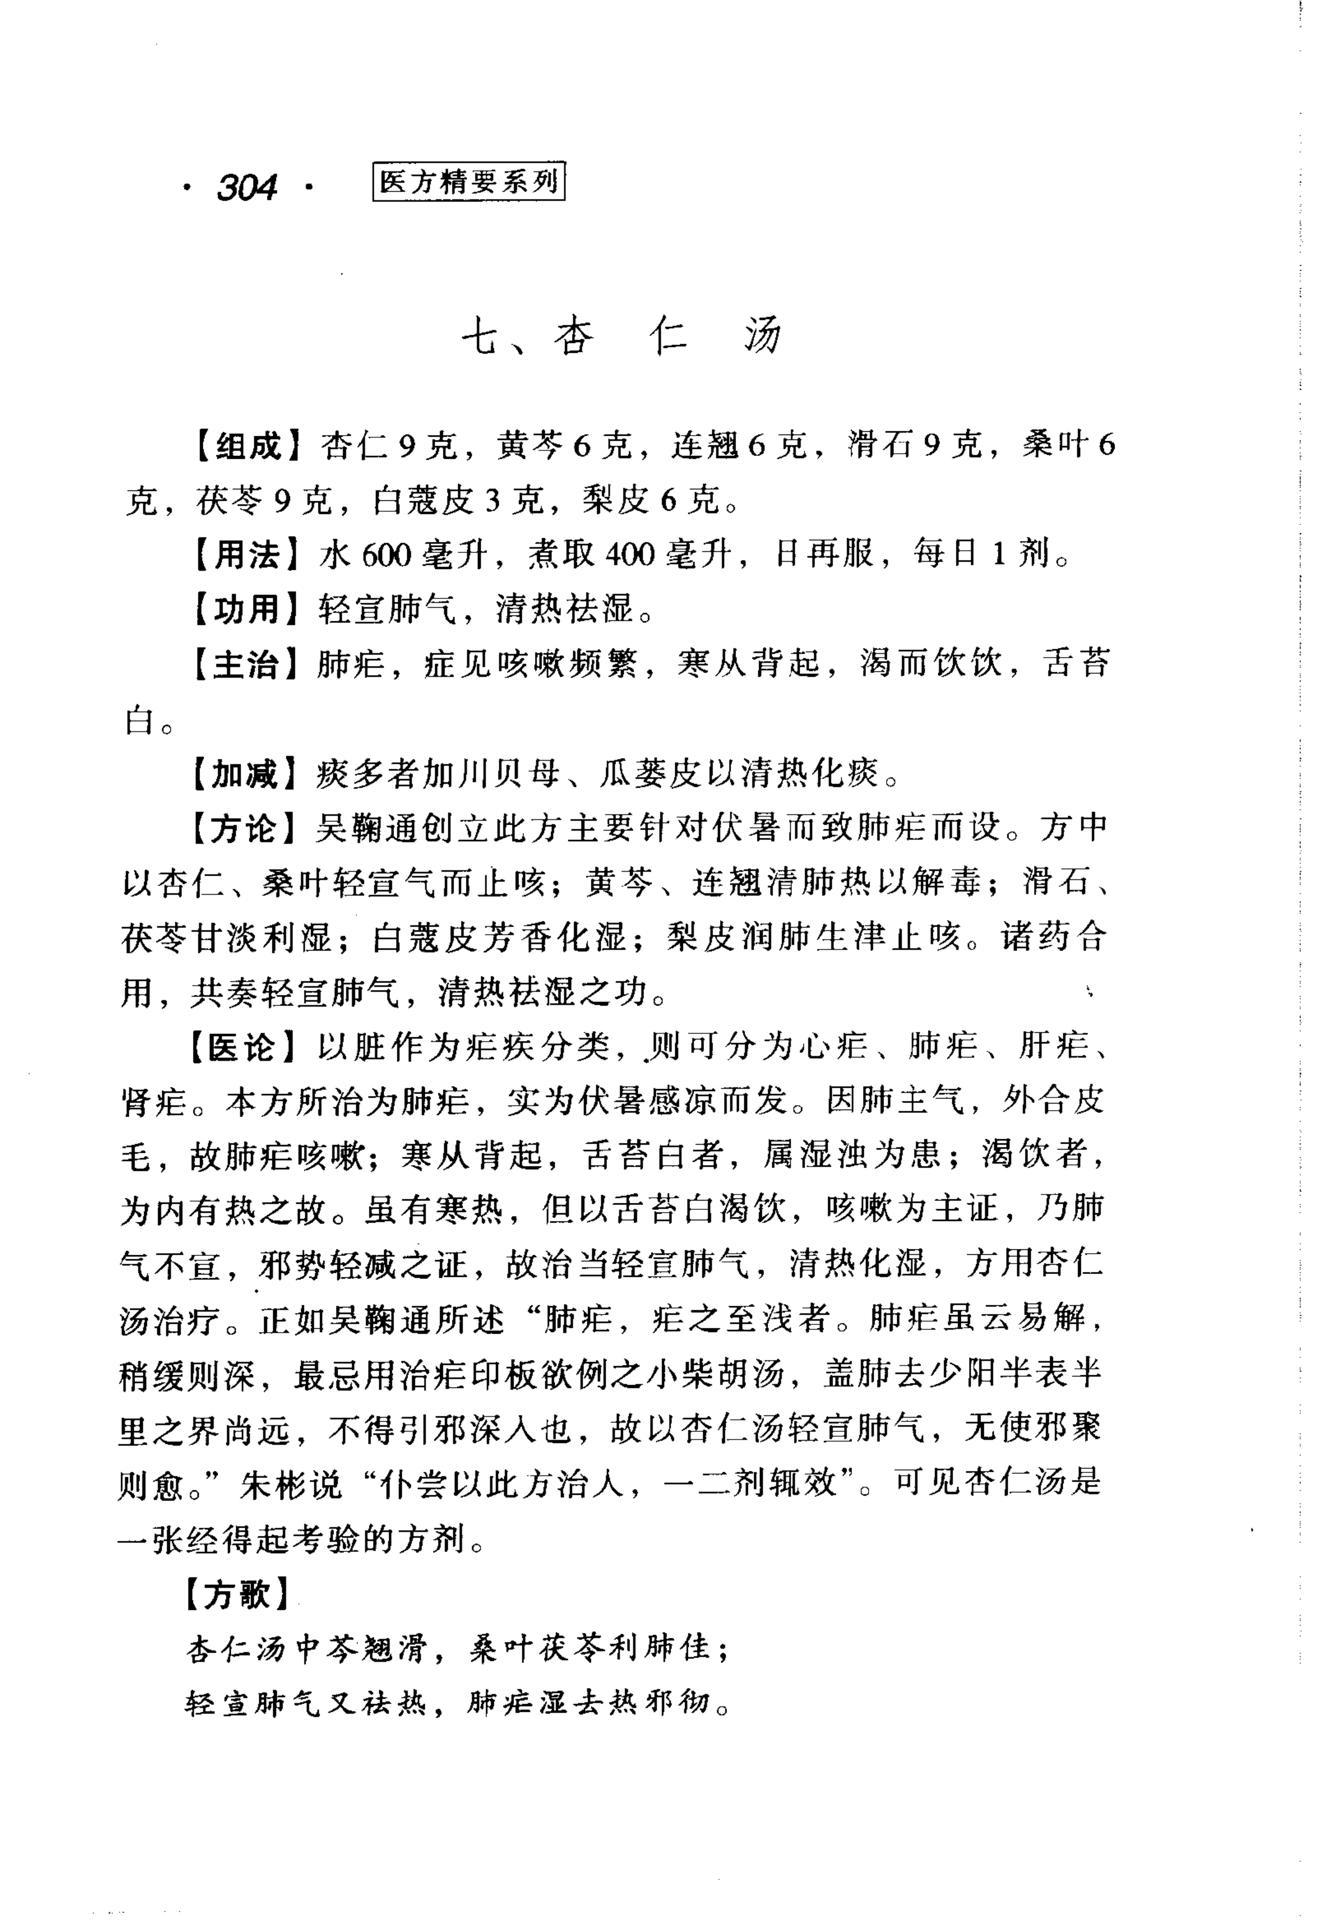 · 304 · 医方精要系列
七、杏 仁 汤
【组成】杏仁 9 克，黄芩 6 克，连翘 6 克，滑石 9 克，桑叶 6
克，茯苓 9 克，白蔻皮 3 克，梨皮 6 克。
【用法】水 600 毫升，煮取 400 毫升，日再服，每日 1 剂。
【功用】轻宣肺气，清热祛湿。
【主治】肺疟，症见咳嗽频繁，寒从背起，渴而饮饮，舌苔
白。
【加减】痰多者加川贝母、瓜蒌皮以清热化痰。
【方论】吴鞠通创立此方主要针对伏暑而致肺疟而设。方中
以杏仁、桑叶轻宣气而止咳；黄芩、连翘清肺热以解毒；滑石、
茯苓甘淡利湿；白蔻皮芳香化湿；梨皮润肺生津止咳。诸药合
用，共奏轻宣肺气，清热祛湿之功。
【医论】以脏作为疟疾分类，则可分为心疟、肺疟、肝疟、
肾疟。本方所治为肺疟，实为伏暑感凉而发。因肺主气，外合皮
毛，故肺疟咳嗽；寒从背起，舌苔白者，属湿浊为患；渴饮者，
为内有热之故。虽有寒热，但以舌苔白渴饮，咳嗽为主证，乃肺
气不宣，邪势轻减之证，故治当轻宣肺气，清热化湿，方用杏仁
汤治疗。正如吴鞠通所述“肺疟，疟之至浅者。肺疟虽云易解，
稍缓则深，最忌用治疟印板欲例之小柴胡汤，盖肺去少阳半表半
里之界尚远，不得引邪深入也，故以杏仁汤轻宣肺气，无使邪聚
则愈。”朱彬说“仆尝以此方治人，一二剂辄效”。可见杏仁汤是
一张经得起考验的方剂。
【方歌】
杏仁汤中芩翘滑，桑叶茯苓利肺佳；
轻宣肺气又祛热，肺疟湿去热邪彻。